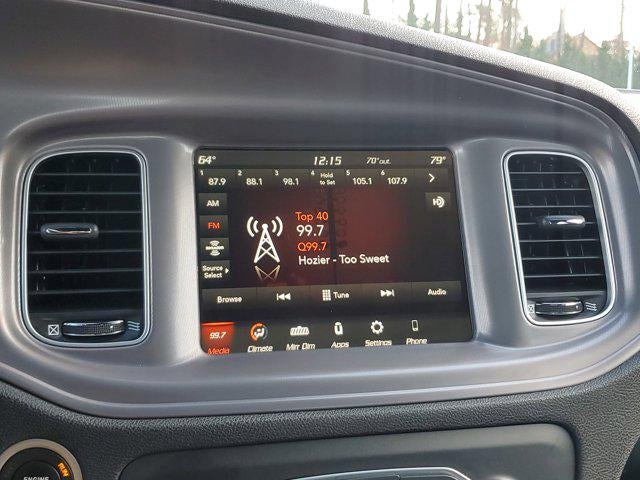 64° 12:15 70° out. 79°
1 2 3 4 5 6
87.9 88.1 98.1 Hold to Set 105.1 107.9
AM
FM
Source Select
Top 40
99.7
Q99.7
Hozier - Too Sweet
Browse Tune Audio
99.7
Media Climate Mirr Dim Apps Settings Phone
ENGINE
RUN